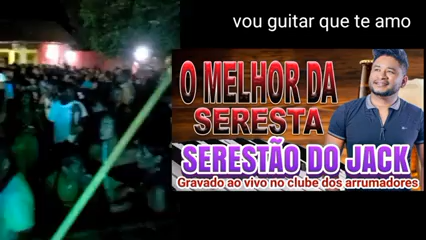 vou guitar que te amo
O MELHOR DA
SERESTA
SERESTÃO DO JACK
Gravado ao vivo no clube dos arrumadores